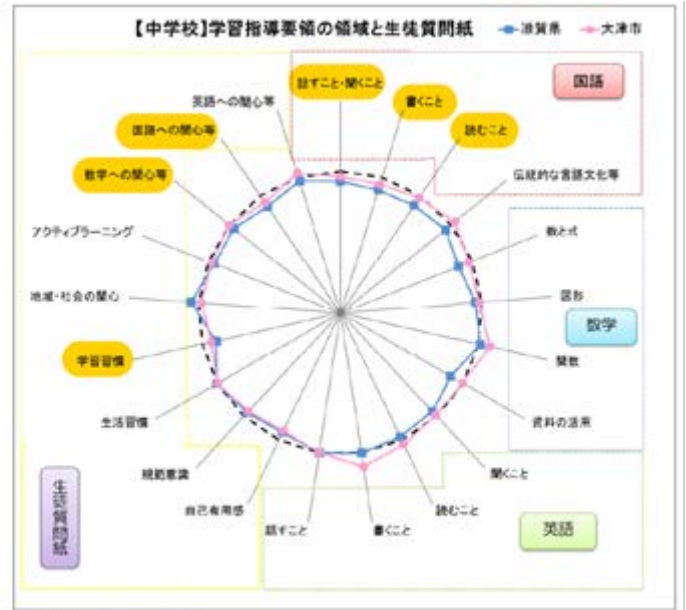 【中学校】学習指導要領の領域と生徒質問紙
滋賀県
大津市
国語
話すこと・聞くこと
書くこと
読むこと
伝統的な言語文化等
数と式
図形
数学
関数
資料の活用
聞くこと
読むこと
書くこと
話すこと
英語
自己有用感
規範意識
生活習慣
学習習慣
地域・社会の関心
アクティブラーニング
数学への関心等
国語への関心等
英語への関心等
生徒質問紙